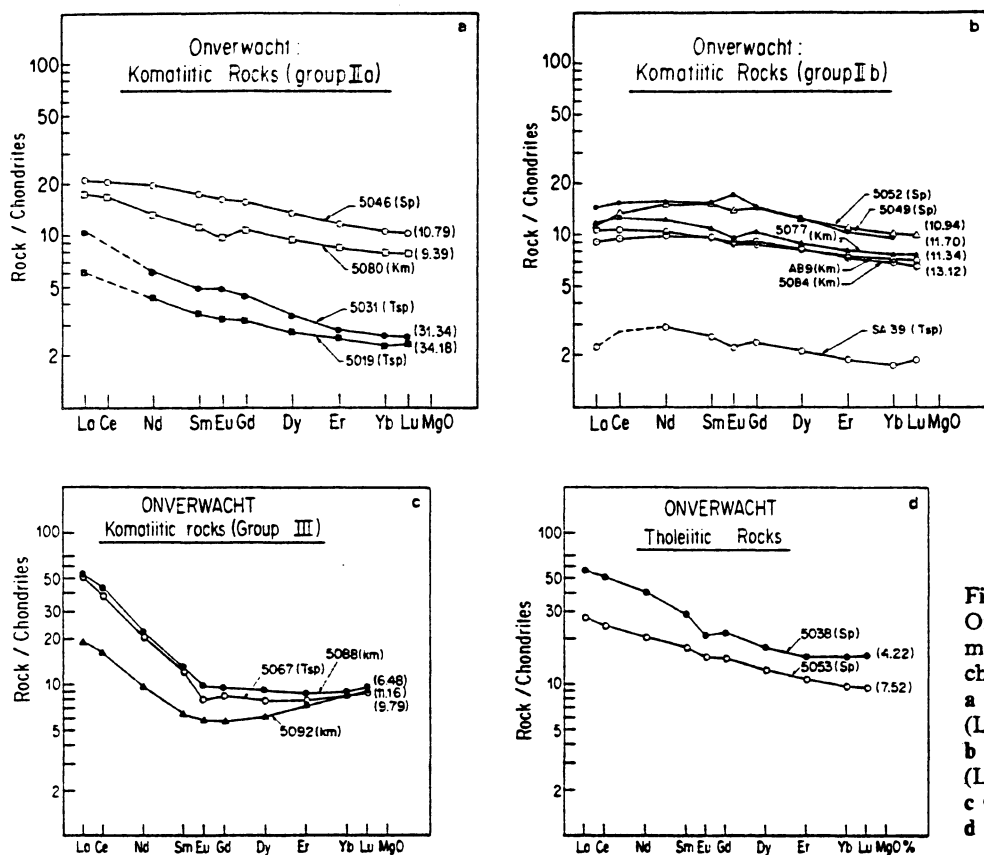 a
Onverwacht :
Komatiitic Rocks (group IIa)
Rock / Chondrites
100
50
20
10
5
2
5046 (Sp)
(10.79)
(9.39)
5080 (Km)
5031 (Tsp)
(31.34)
(34.18)
5019 (Tsp)
La Ce Nd Sm Eu Gd Dy Er Yb Lu MgO
b
Onverwacht :
Komatiitic Rocks (group IIb)
Rock / Chondrites
100
50
20
10
5
2
5052 (Sp)
5049 (Sp)
5077 (Km)
(10.94)
(11.70)
(11.34)
AB9 (Km)
5084 (Km)
(13.12)
SA 39 (Tsp)
La Ce Nd Sm Eu Gd Dy Er Yb Lu MgO
c
ONVERWACHT
Komatiitic rocks (Group III)
Rock / Chondrites
100
50
30
20
10
5
2
5067 (Tsp)
5088 (km)
(6.48)
(11.16)
(9.79)
5092 (km)
La Ce Nd Sm Eu Gd Dy Er Yb Lu MgO
d
ONVERWACHT
Tholeiitic Rocks
Rock / Chondrites
100
50
30
20
10
5
2
5038 (Sp)
(4.22)
5053 (Sp)
(7.52)
La Ce Nd Sm Eu Gd Dy Er Yb Lu MgO %
Fi
O
m
ch
a
(L
b
(L
c
d